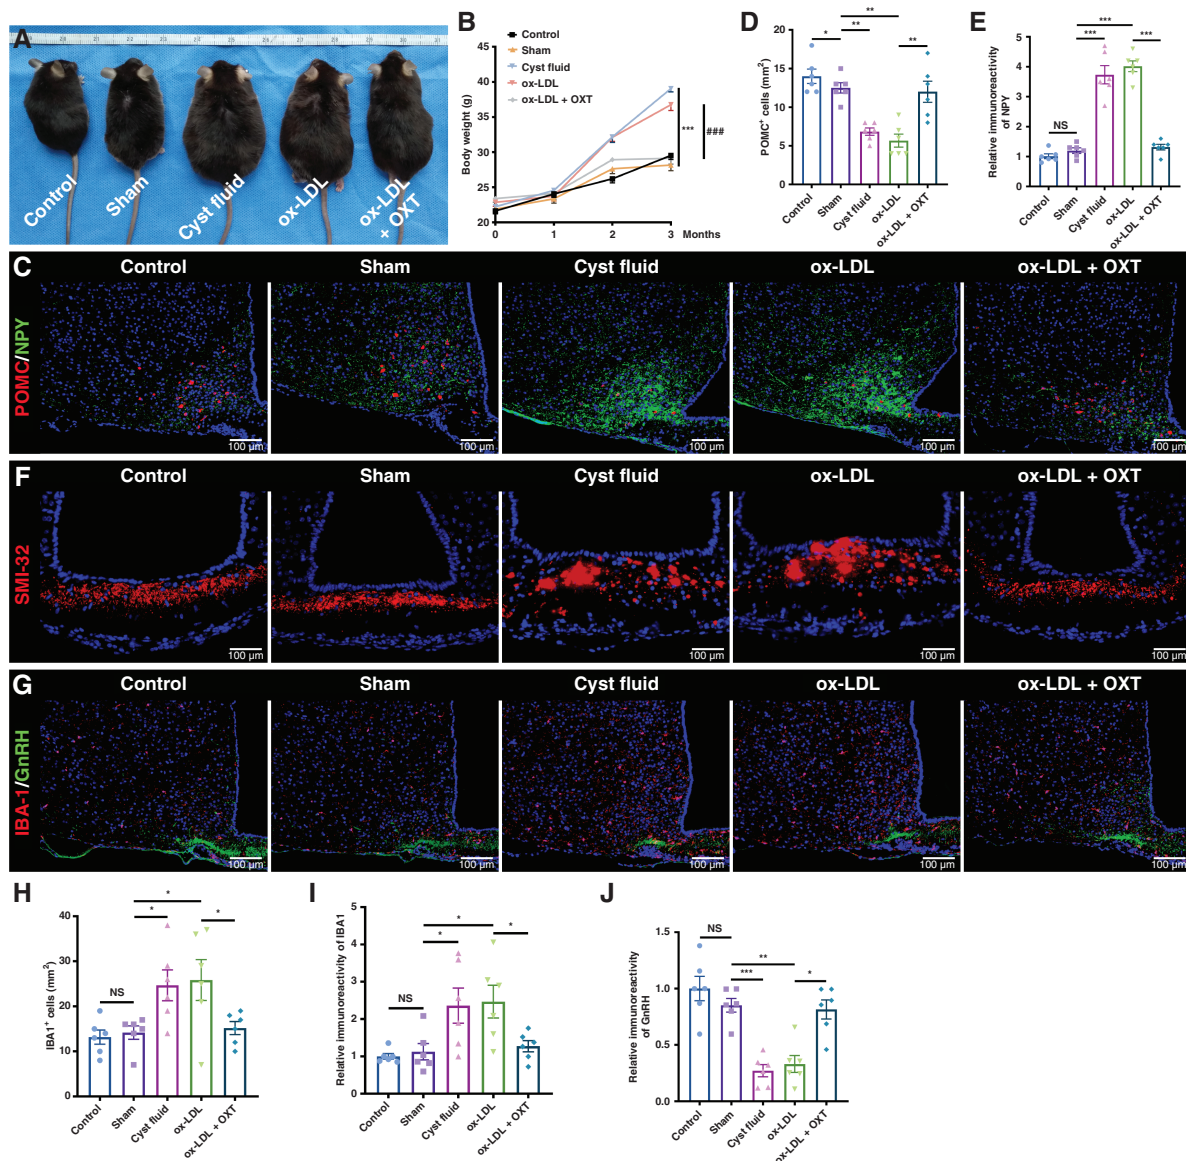 A
Control
Sham
Cyst fluid
ox-LDL
ox-LDL
+ OXT
B
Control
Sham
Cyst fluid
ox-LDL
ox-LDL + OXT
Body weight (g)
45
40
35
30
25
20
0
1
2
3
Months
***
###
D
POMC+ cells (mm2)
20
15
10
5
0
*
**
**
**
Control
Sham
Cyst fluid
ox-LDL
ox-LDL + OXT
E
Relative immunoreactivity
of NPY
5
4
3
2
1
0
NS
***
***
***
Control
Sham
Cyst fluid
ox-LDL
ox-LDL + OXT
C
POMC/NPY
Control
Sham
Cyst fluid
ox-LDL
ox-LDL + OXT
100 µm
100 µm
100 µm
100 µm
100 µm
F
SMI-32
Control
Sham
Cyst fluid
ox-LDL
ox-LDL + OXT
100 µm
100 µm
100 µm
100 µm
100 µm
G
IBA-1/GnRH
Control
Sham
Cyst fluid
ox-LDL
ox-LDL + OXT
100 µm
100 µm
100 µm
100 µm
100 µm
H
IBA1+ cells (mm2)
40
30
20
10
0
NS
*
*
*
Control
Sham
Cyst fluid
ox-LDL
ox-LDL + OXT
I
Relative immunoreactivity of IBA1
5
4
3
2
1
0
NS
*
*
*
Control
Sham
Cyst fluid
ox-LDL
ox-LDL + OXT
J
Relative immunoreactivity
of GnRH
1.5
1.0
0.5
0.0
NS
***
**
*
Control
Sham
Cyst fluid
ox-LDL
ox-LDL + OXT